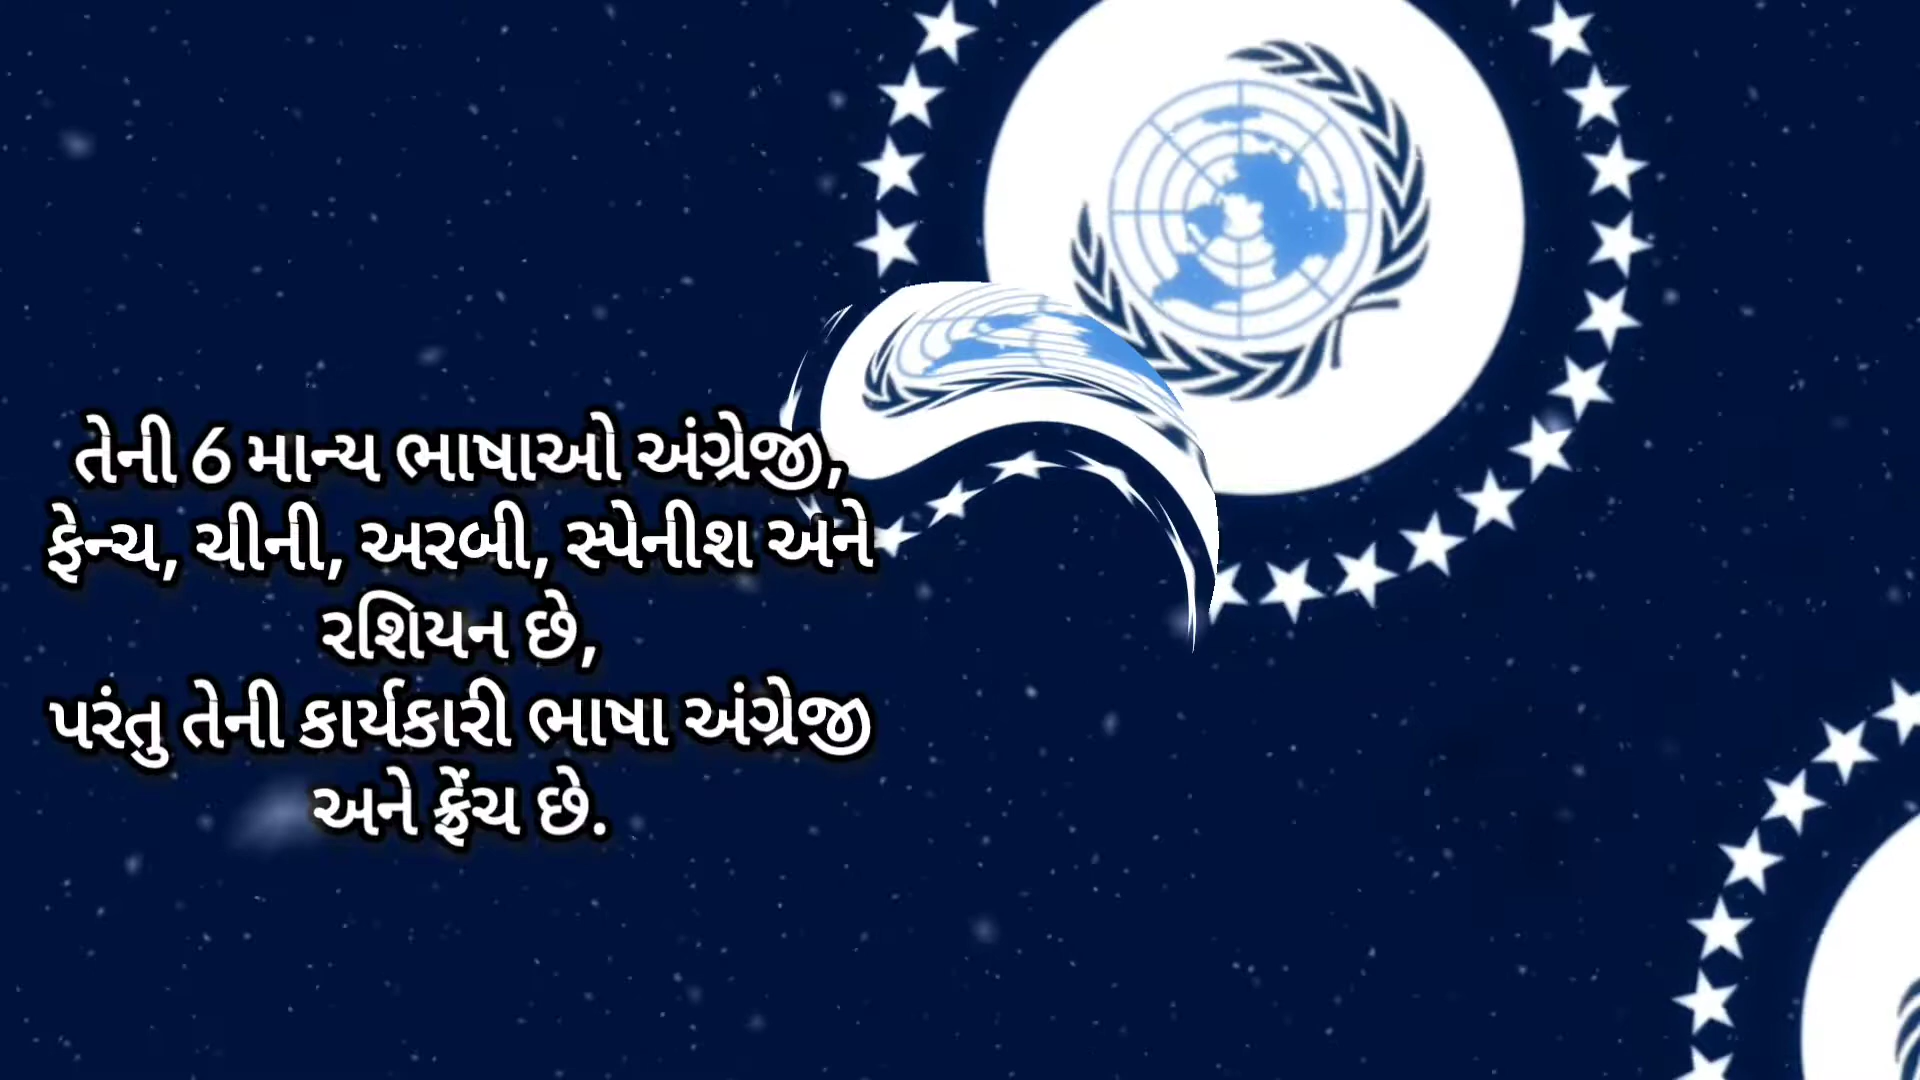 તેની 6 માન્ય ભાષાઓ અંગ્રેજી,
ફેન્ચ, ચીની, અરબી, સ્પેનીશ અને
રશિયન છે,
પરંતુ તેની કાર્યકારી ભાષા અંગ્રેજી
અને ફ્રેંચ છે.